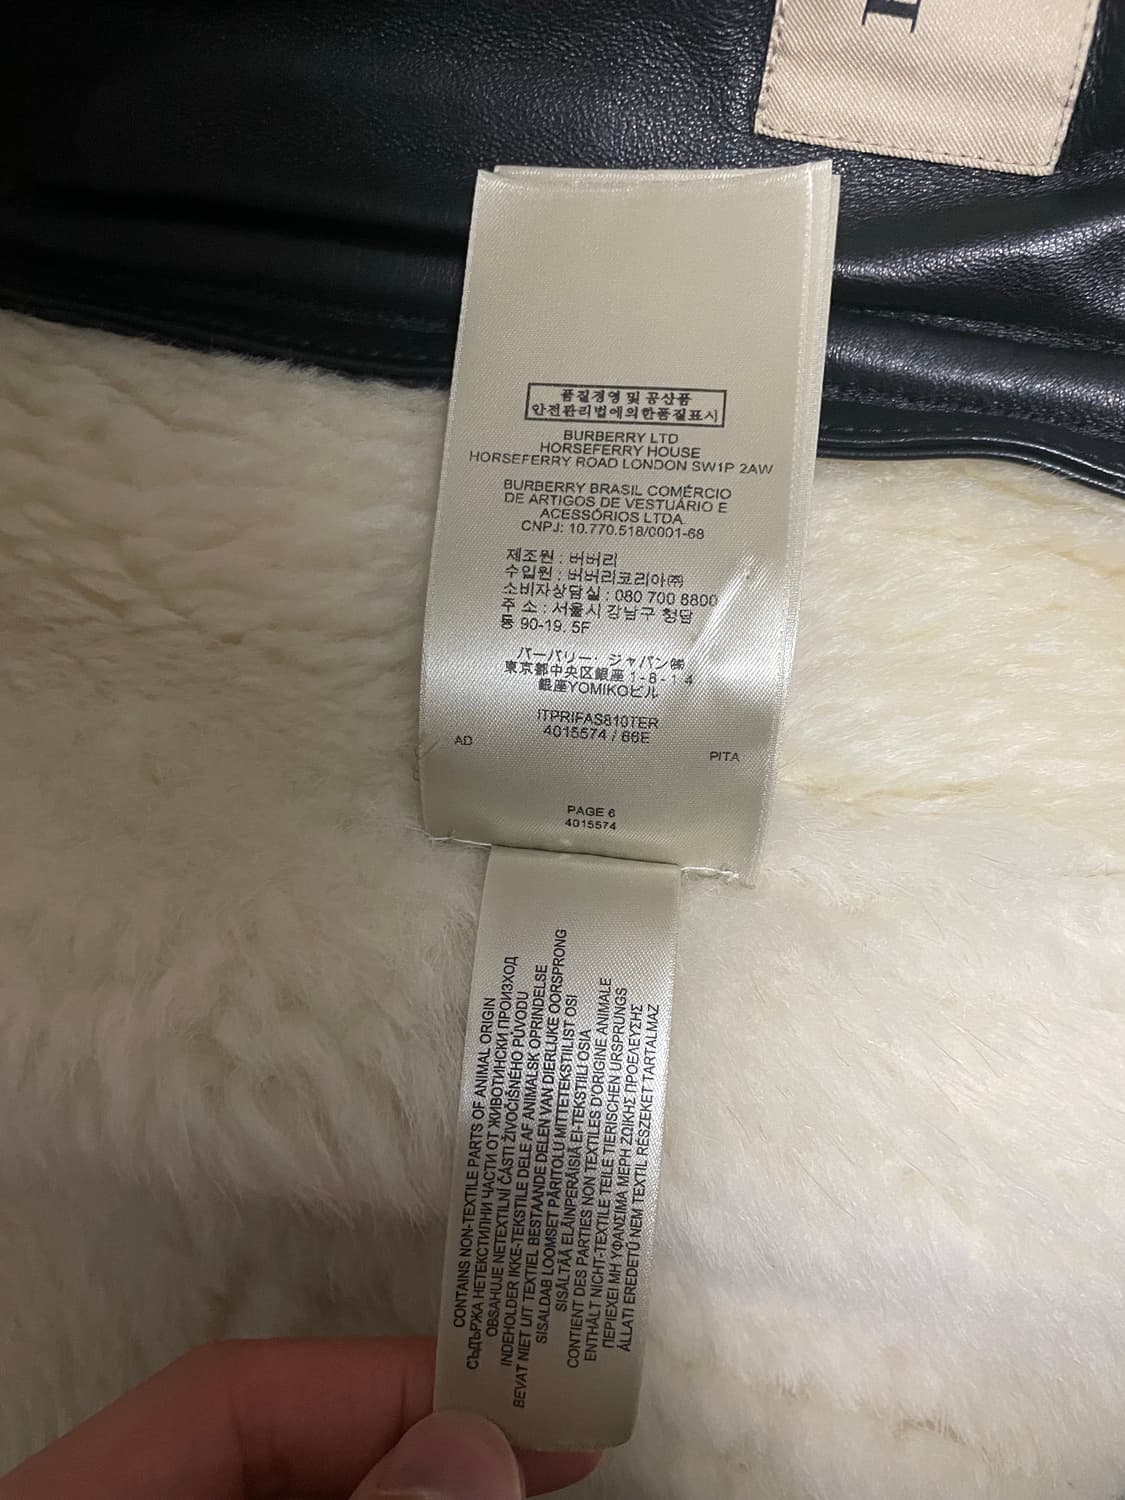 품질경영 및 공산품
안전관리법에의한품질표시
BURBERRY LTD
HORSEFERRY HOUSE
HORSEFERRY ROAD LONDON SW1P 2AW
BURBERRY BRASIL COMÉRCIO
DE ARTIGOS DE VESTUÁRIO E
ACESSÓRIOS LTDA
CNPJ: 10.770.518/0001-68
제조원 : 버버리
수입원 : 버버리코리아㈜
소비자상담실 : 080 700 8800
주 소 : 서울시 강남구 청담
동 90-19. 5F
バーバリー・ジャパン㈱
東京都中央区銀座 1-8-14
銀座YOMIKOビル
ITPRIFAS810TER
4015574 / 66E
AD
PITA
PAGE 6
4015574
CONTAINS NON-TEXTILE PARTS OF ANIMAL ORIGIN
СЪДЪРЖА НЕТЕКСТИЛНИ ЧАСТИ ОТ ЖИВОТИНСКИ ПРОИЗХОД
OBSAHUJE NETEXTILNÍ ČÁSTI ŽIVOČIŠNÉHO PŮVODU
INDEHOLDER IKKE-TEKSTILE DELE AF ANIMALSK OPRINDELSE
BEVAT NIET UIT TEXTIEL BESTAANDE DELEN VAN DIERLIJKE OORSPRONG
SISALDAB LOOMSET PÄRITOLU MITTETEKSTIILIST OSI
SISÄLTÄÄ ELÄINPERÄISIÄ EI-TEKSTIILIOSIA
CONTIENT DES PARTIES NON TEXTILES D'ORIGINE ANIMALE
ENTHÄLT NICHT-TEXTILE TEILE TIERISCHEN URSPRUNGS
ΠΕΡΙΕΧΕΙ ΜΗ ΥΦΑΝΣΙΜΑ ΜΕΡΗ ΖΩΙΚΗΣ ΠΡΟΕΛΕΥΣΗΣ
ÁLLATI EREDETŰ NEM TEXTIL RÉSZEKET TARTALMAZ